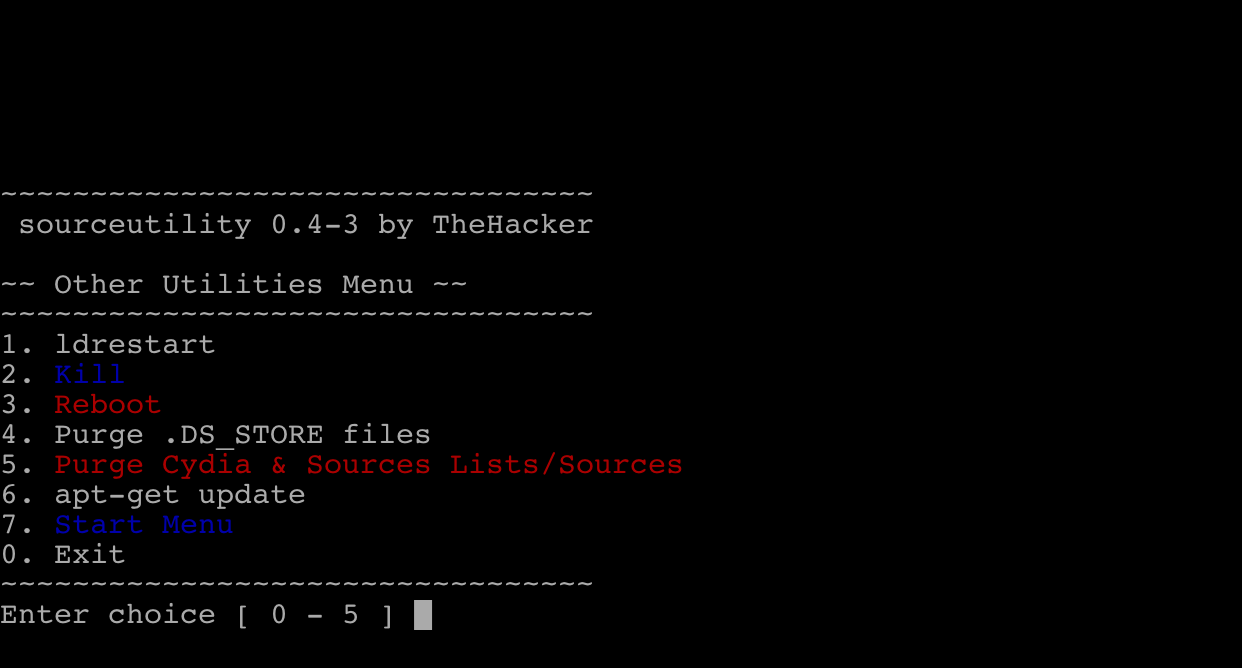 ~~~~~~~~~~~~~~~~~~~~~~~~~~~~~~~~~
sourceutility 0.4-3 by TheHacker
~~ Other Utilities Menu ~~
~~~~~~~~~~~~~~~~~~~~~~~~~~~~~~~~~
1. ldrestart
2. Kill
3. Reboot
4. Purge .DS_STORE files
5. Purge Cydia & Sources Lists/Sources
6. apt-get update
7. Start Menu
0. Exit
~~~~~~~~~~~~~~~~~~~~~~~~~~~~~~~~~
Enter choice [ 0 - 5 ]